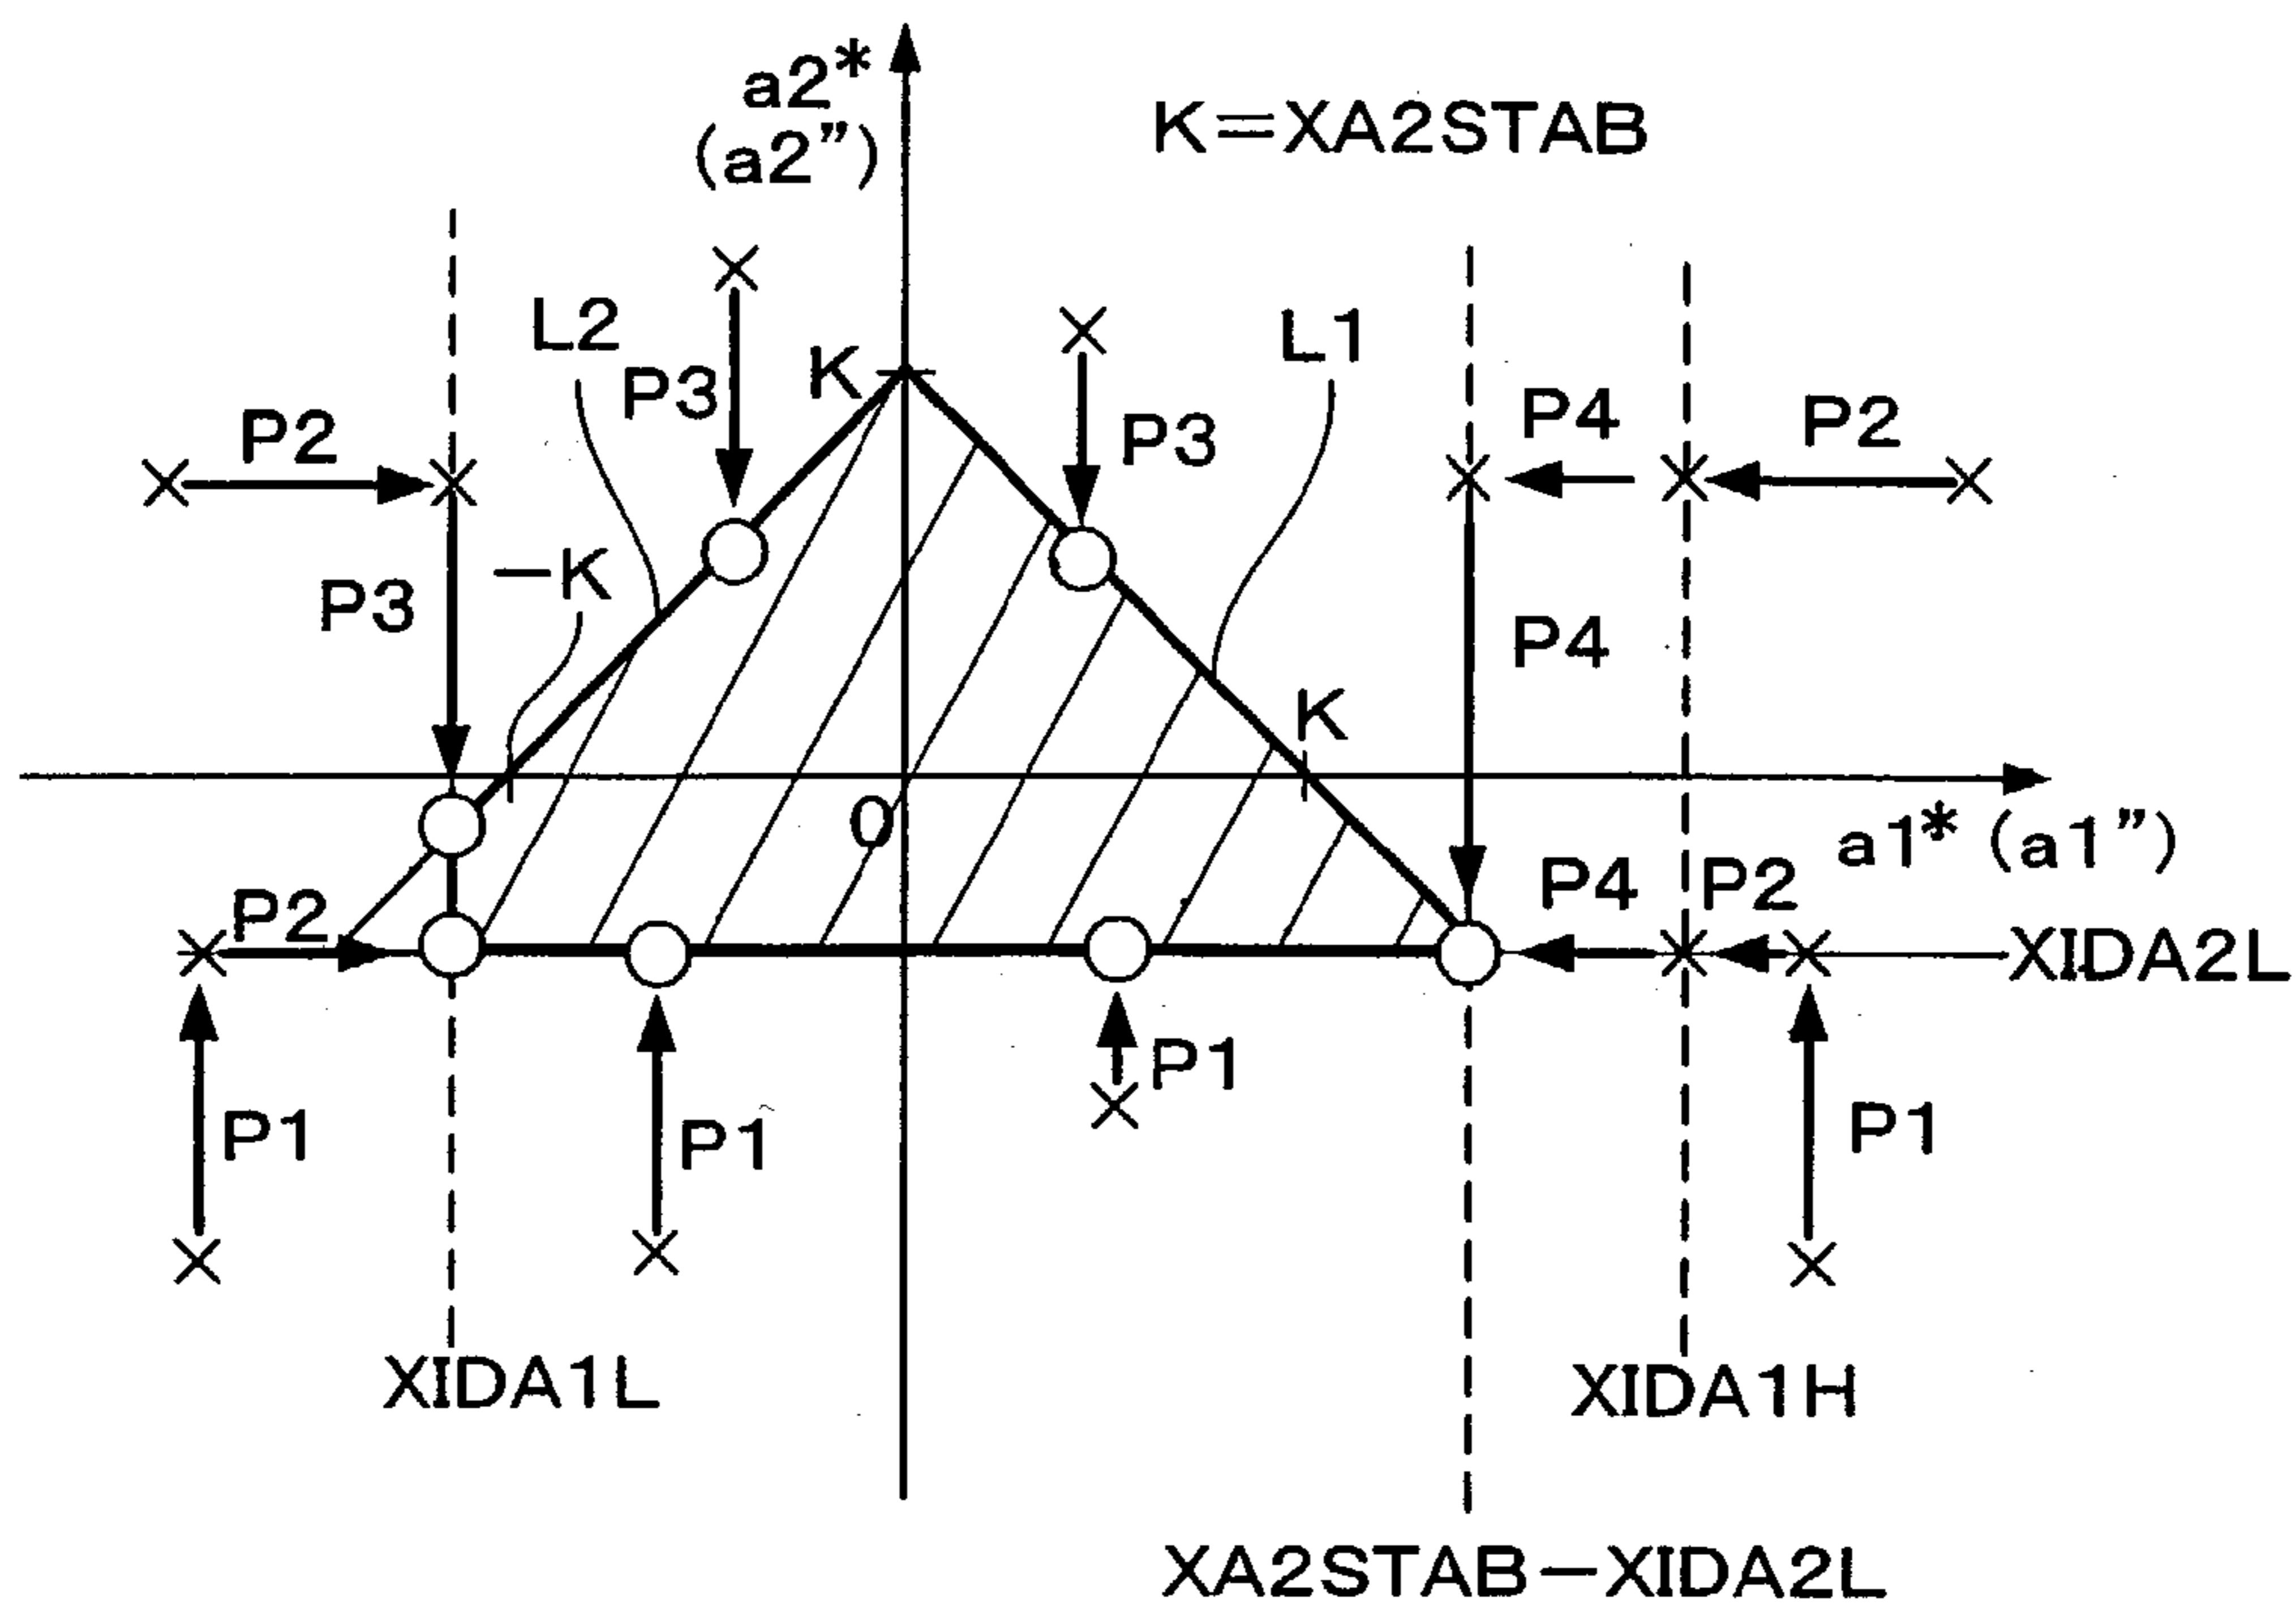 a2*
(a2”)
K=XA2STAB
L2
L1
P3
K
P3
P4
P2
P2
−K
P3
P4
K
0
a1* (a1”)
P2
P4
P2
XIDA2L
P1
P1
P1
P1
XIDA1L
XIDA1H
XA2STAB−XIDA2L